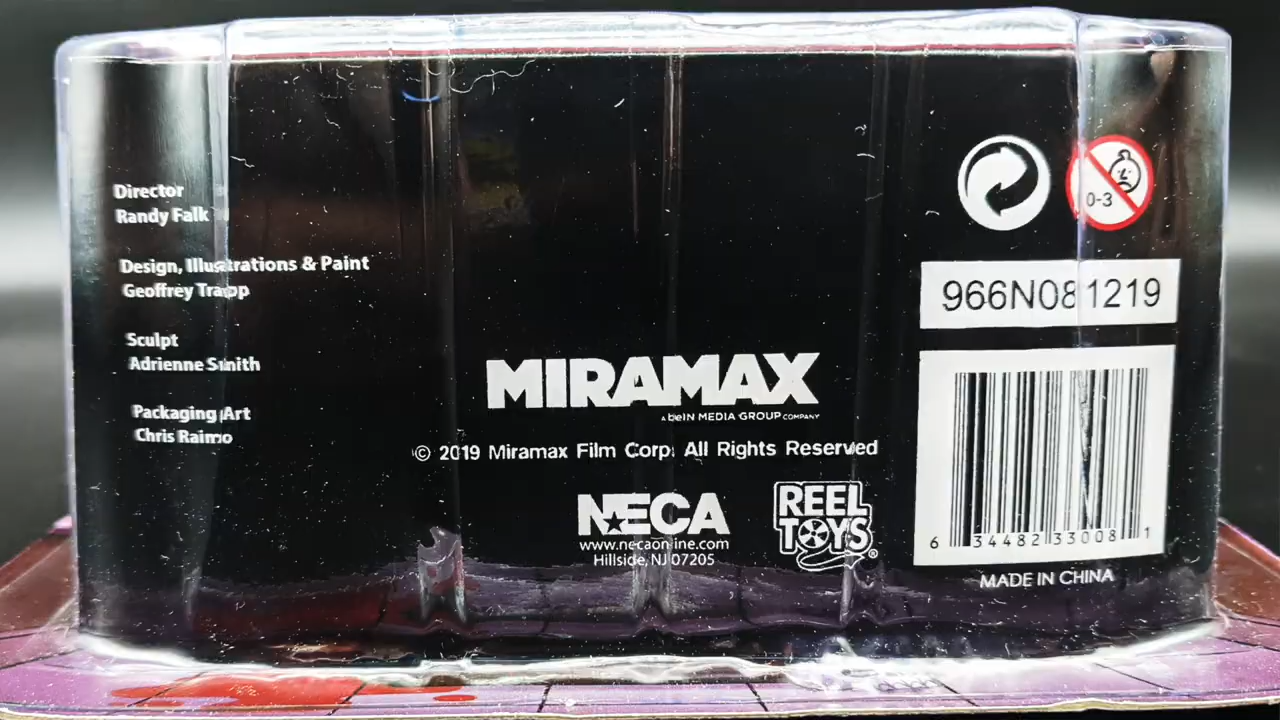 Director
Randy Falk
Design, Illustrations & Paint
Geoffrey Trapp
Sculpt
Adrienne Smith
Packaging Art
Chris Raimo
MIRAMAX
A beIN MEDIA GROUP COMPANY
© 2019 Miramax Film Corp. All Rights Reserved
NECA
www.necaonline.com
Hillside, NJ 07205
REEL
TOYS®
0-3
966N081219
6 34482 33008 1
MADE IN CHINA